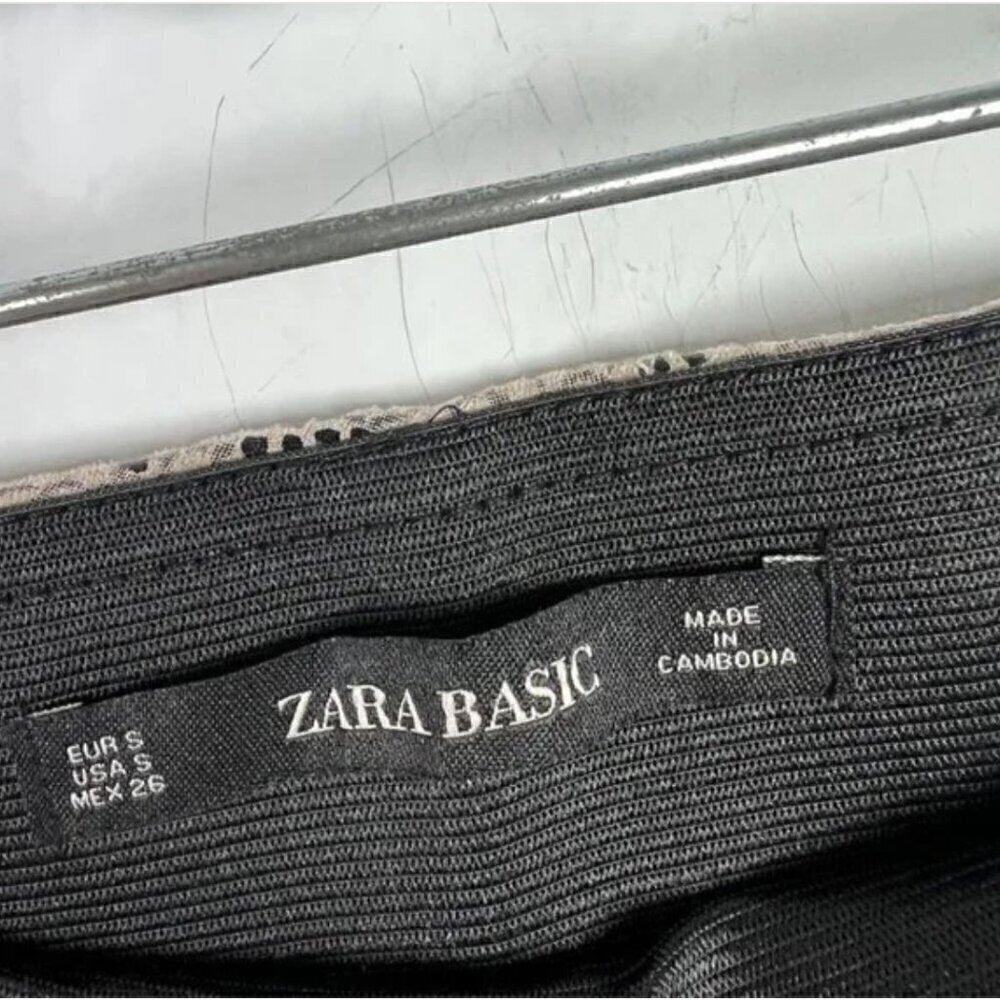 EUR S
USA S
MEX 26
ZARA BASIC
MADE
IN
CAMBODIA